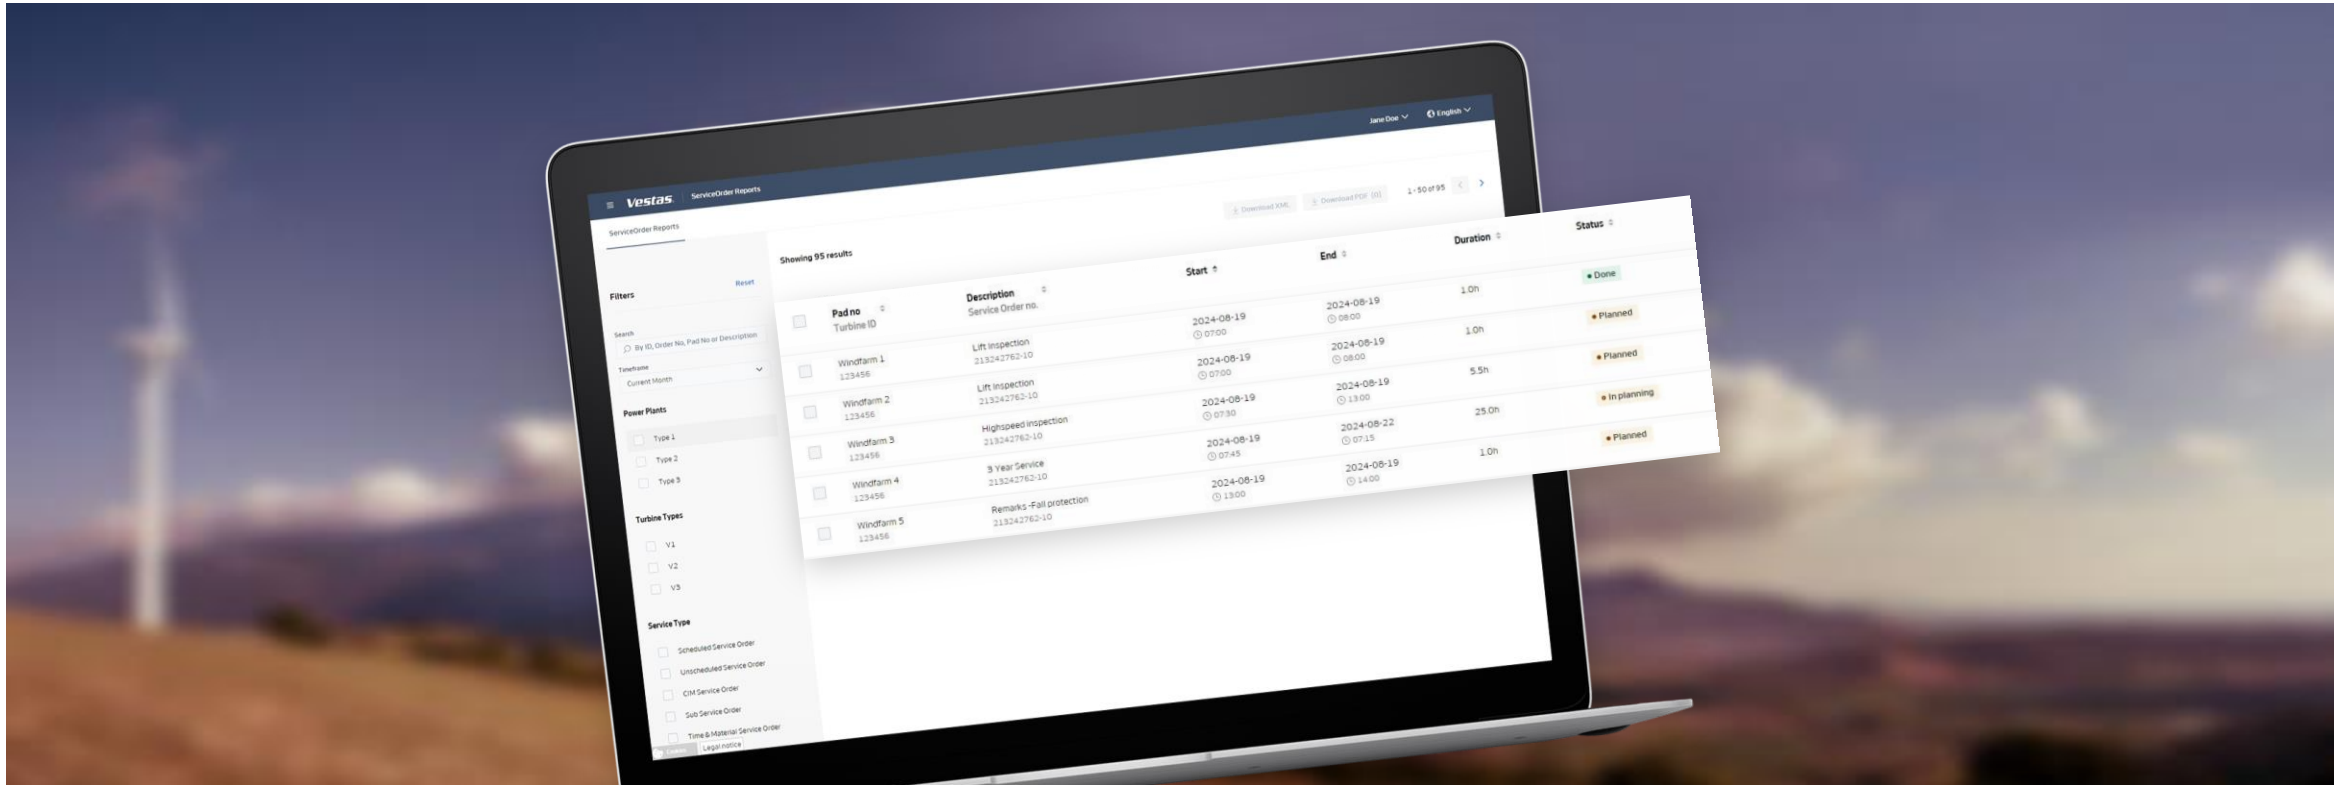 Jane Doe
English
Vestas
ServiceOrder Reports
ServiceOrder Reports
Download XML
Download PDF (0)
1 - 50 of 95
Showing 95 results
Filters
Reset
Search
By ID, Order No, Pad No or Description
Timeframe
Current Month
Power Plants
Type 1
Type 2
Type 3
Turbine Types
V1
V2
V3
Service Type
Scheduled Service Order
Unscheduled Service Order
CIM Service Order
Sub Service Order
Time & Material Service Order
Cookies
Legal notice
Pad no
Turbine ID
Description
Service Order no.
Start
End
Duration
Status
Windfarm 1
123456
Lift Inspection
213242762-10
2024-08-19
07:00
2024-08-19
08:00
1.0h
Done
Windfarm 2
123456
Lift Inspection
213242762-10
2024-08-19
07:00
2024-08-19
08:00
1.0h
Planned
Windfarm 3
123456
Highspeed inspection
213242762-10
2024-08-19
07:30
2024-08-19
13:00
5.5h
Planned
Windfarm 4
123456
3 Year Service
213242762-10
2024-08-19
07:45
2024-08-22
07:15
25.0h
In planning
Windfarm 5
123456
Remarks -Fall protection
213242762-10
2024-08-19
13:00
2024-08-19
14:00
1.0h
Planned